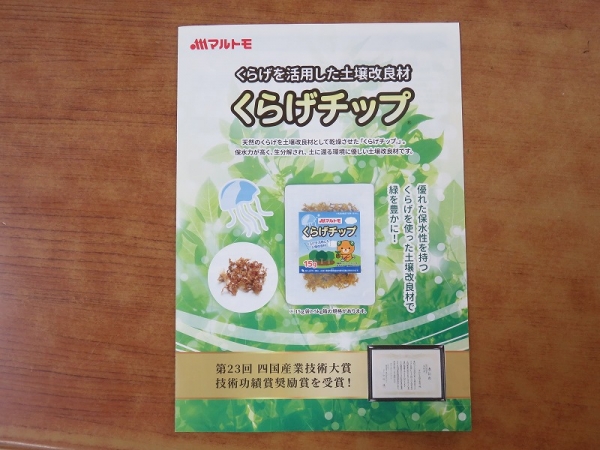 マルトモ
くらげを活用した土壌改良材
くらげチップ
天然のくらげを土壌改良材として乾燥させた「くらげチップ」。
保水力が高く、生分解され、土に還る環境に優しい土壌改良材です。
優れた保水性を持つ
くらげを使った土壌改良材で
緑を豊かに！
マルトモ
くらげチップ
15g
第23回 四国産業技術大賞
技術功績賞奨励賞を受賞！